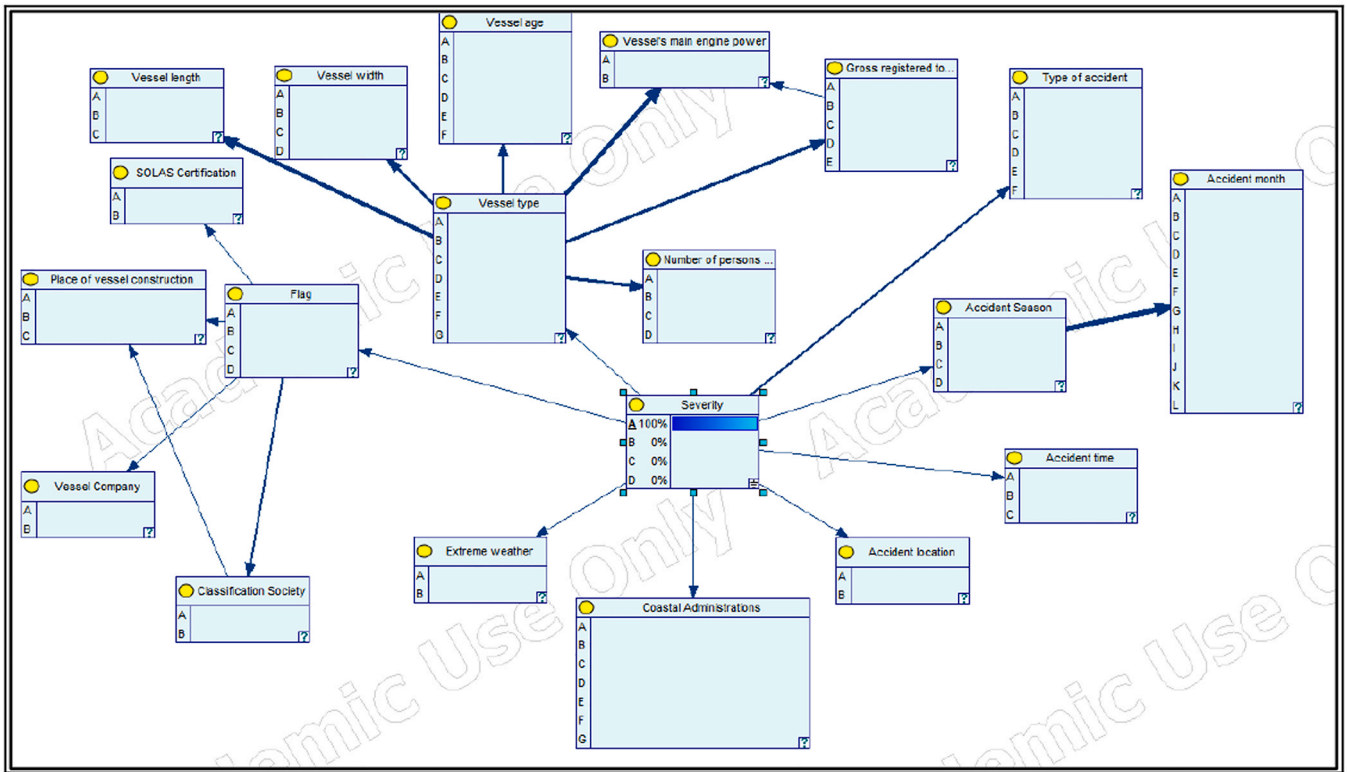 Vessel age
A
B
C
D
E
F
Vessel's main engine power
A
B
?
Vessel length
A
B
C
?
Vessel width
A
B
C
D
?
Gross registered to...
A
B
C
D
E
?
Type of accident
A
B
C
D
E
F
?
SOLAS Certification
A
B
?
Accident month
A
B
C
D
E
F
G
H
I
J
K
L
?
Vessel type
A
B
C
D
E
F
G
?
Number of persons ...
A
B
C
D
?
Place of vessel construction
A
B
C
?
Flag
A
B
C
D
?
Accident Season
A
B
C
D
?
Severity
A 100%
B 0%
C 0%
D 0%
Accident time
A
B
C
?
Vessel Company
A
B
?
Extreme weather
A
B
?
Accident location
A
B
?
Classification Society
A
B
?
Coastal Administrations
A
B
C
D
E
F
G
?
Academic Use Only
Academic Use Only
demic Use Only
demic Use O